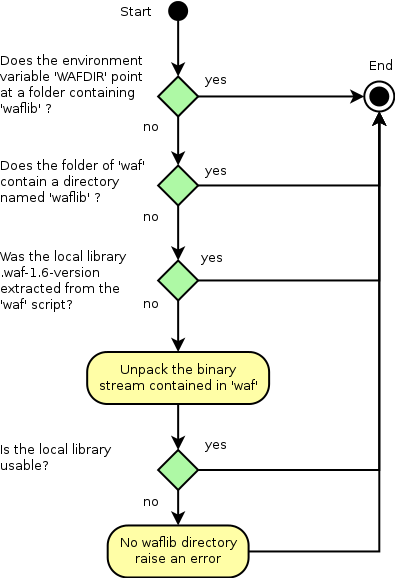 Start
Does the environment
variable 'WAFDIR' point
at a folder containing
'waflib' ?
yes
End
no
Does the folder of 'waf'
contain a directory
named 'waflib' ?
yes
no
Was the local library
.waf-1.6-version
extracted from the
'waf' script?
yes
no
Unpack the binary
stream contained in 'waf'
Is the local library
usable?
yes
no
No waflib directory
raise an error